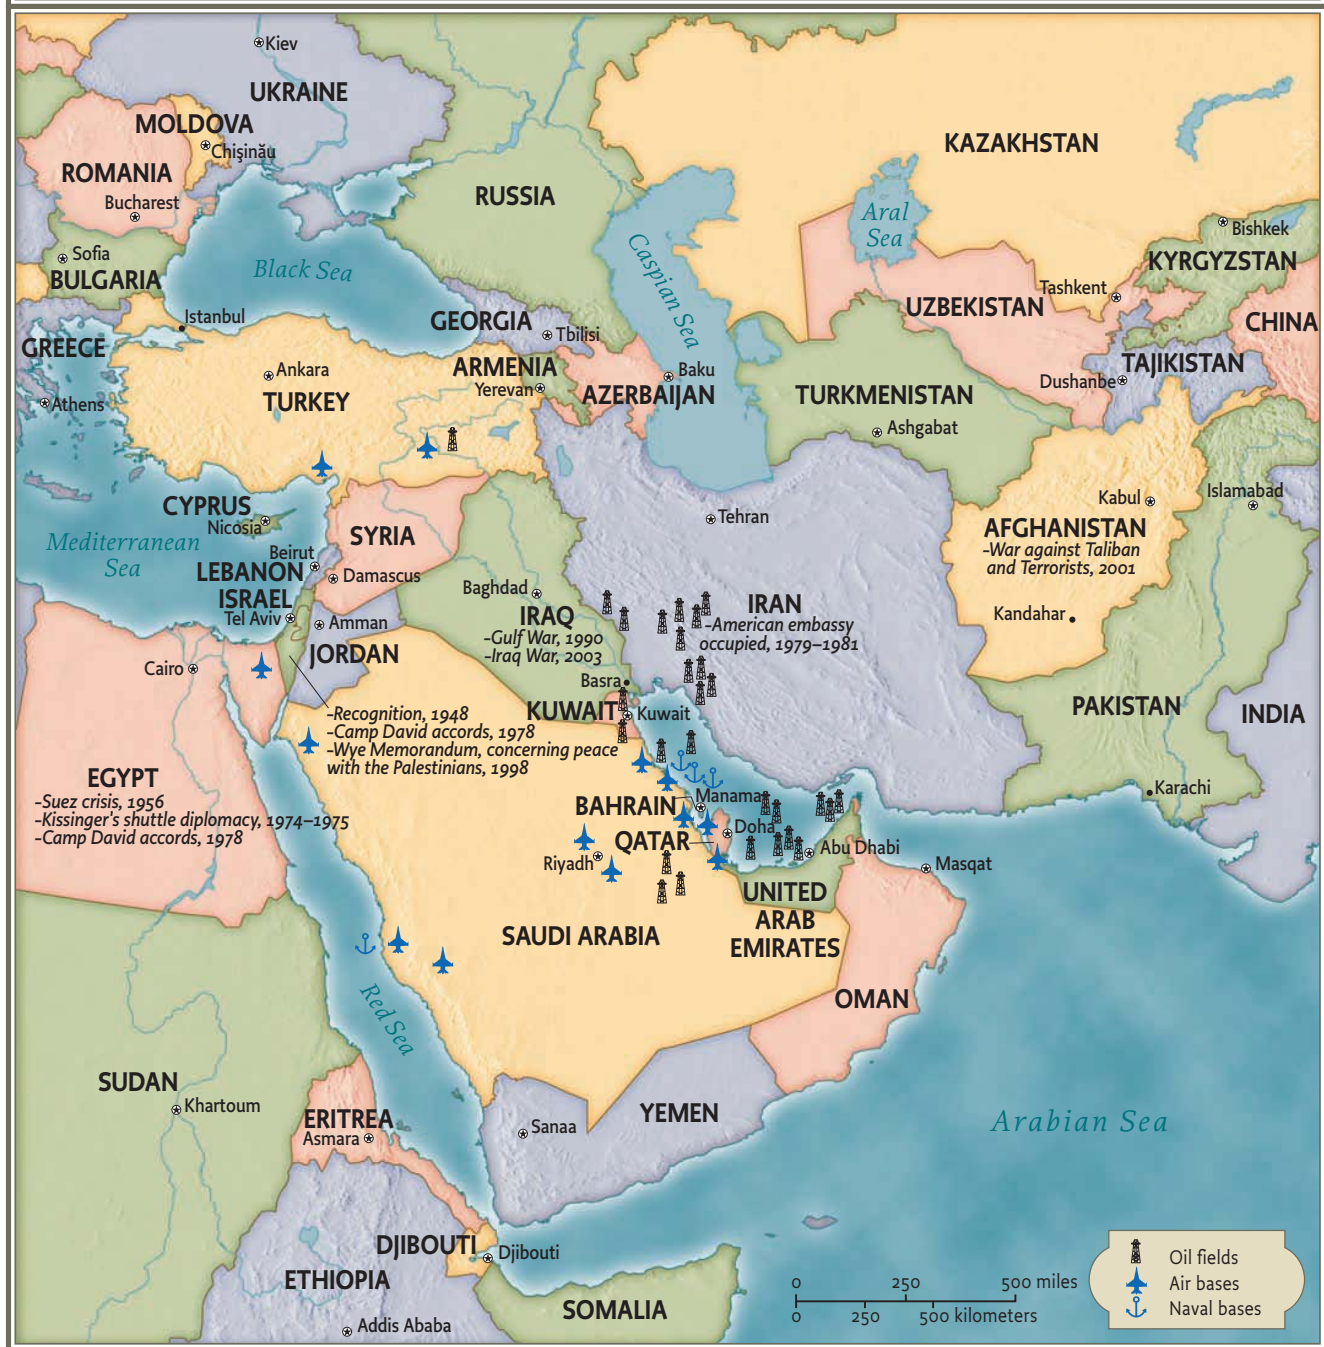 Kiev
UKRAINE
MOLDOVA
Chişinău
ROMANIA
Bucharest
Sofia
BULGARIA
Black Sea
RUSSIA
KAZAKHSTAN
Aral
Sea
Caspian Sea
Bishkek
KYRGYZSTAN
Tashkent
UZBEKISTAN
CHINA
TAJIKISTAN
Dushanbe
Istanbul
GREECE
Athens
Ankara
TURKEY
GEORGIA
Tbilisi
ARMENIA
Yerevan
AZERBAIJAN
Baku
TURKMENISTAN
Ashgabat
CYPRUS
Nicosia
Mediterranean
Sea
SYRIA
Beirut
LEBANON
Damascus
ISRAEL
Tel Aviv
Amman
JORDAN
Tehran
Baghdad
IRAQ
-Gulf War, 1990
-Iraq War, 2003
Basra
IRAN
-American embassy
occupied, 1979–1981
Kabul
AFGHANISTAN
-War against Taliban
and Terrorists, 2001
Kandahar
Islamabad
PAKISTAN
INDIA
Karachi
Cairo
KUWAIT
Kuwait
-Recognition, 1948
-Camp David accords, 1978
-Wye Memorandum, concerning peace
with the Palestinians, 1998
EGYPT
-Suez crisis, 1956
-Kissinger's shuttle diplomacy, 1974–1975
-Camp David accords, 1978
BAHRAIN
Manama
QATAR
Doha
Abu Dhabi
Riyadh
Masqat
UNITED
ARAB
EMIRATES
SAUDI ARABIA
OMAN
Red Sea
SUDAN
Khartoum
ERITREA
Asmara
YEMEN
Sanaa
Arabian Sea
DJIBOUTI
Djibouti
ETHIOPIA
Addis Ababa
SOMALIA
0 250 500 miles
0 250 500 kilometers
Oil fields
Air bases
Naval bases